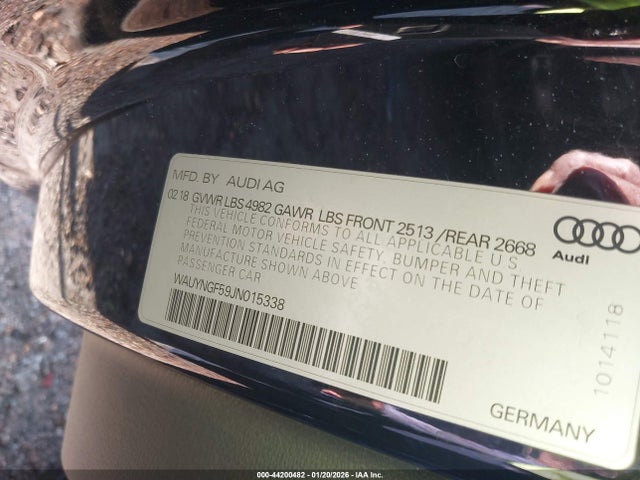 MFD. BY AUDI AG
02 18 GVWR LBS 4982 GAWR LBS FRONT 2513 /REAR 2668
THIS VEHICLE CONFORMS TO ALL APPLICABLE U S.
FEDERAL MOTOR VEHICLE SAFETY, BUMPER AND THEFT
PREVENTION STANDARDS IN EFFECT ON THE DATE OF
MANUFACTURE SHOWN ABOVE
PASSENGER CAR
WAUYNGF59JN015338
Audi
1014118
GERMANY
000-44200482 - 01/20/2026 - IAA Inc.